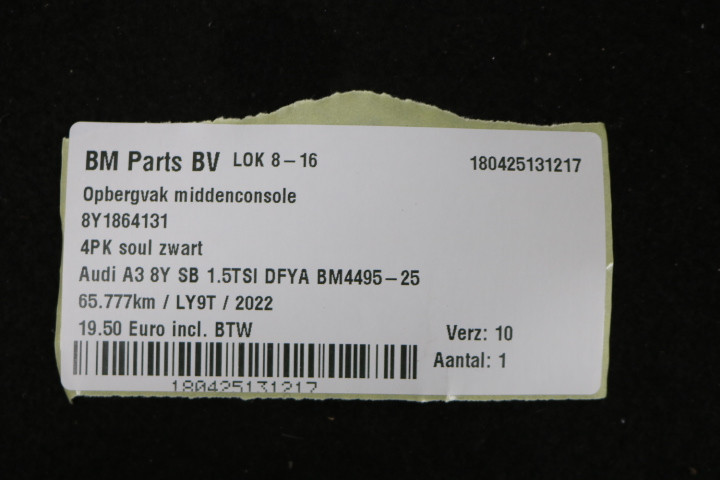 BM Parts BV LOK 8-16 180425131217
Opbergvak middenconsole
8Y1864131
4PK soul zwart
Audi A3 8Y SB 1.5TSI DFYA BM4495-25
65.777km / LY9T / 2022
19.50 Euro incl. BTW Verz: 10
Aantal: 1
180425131217